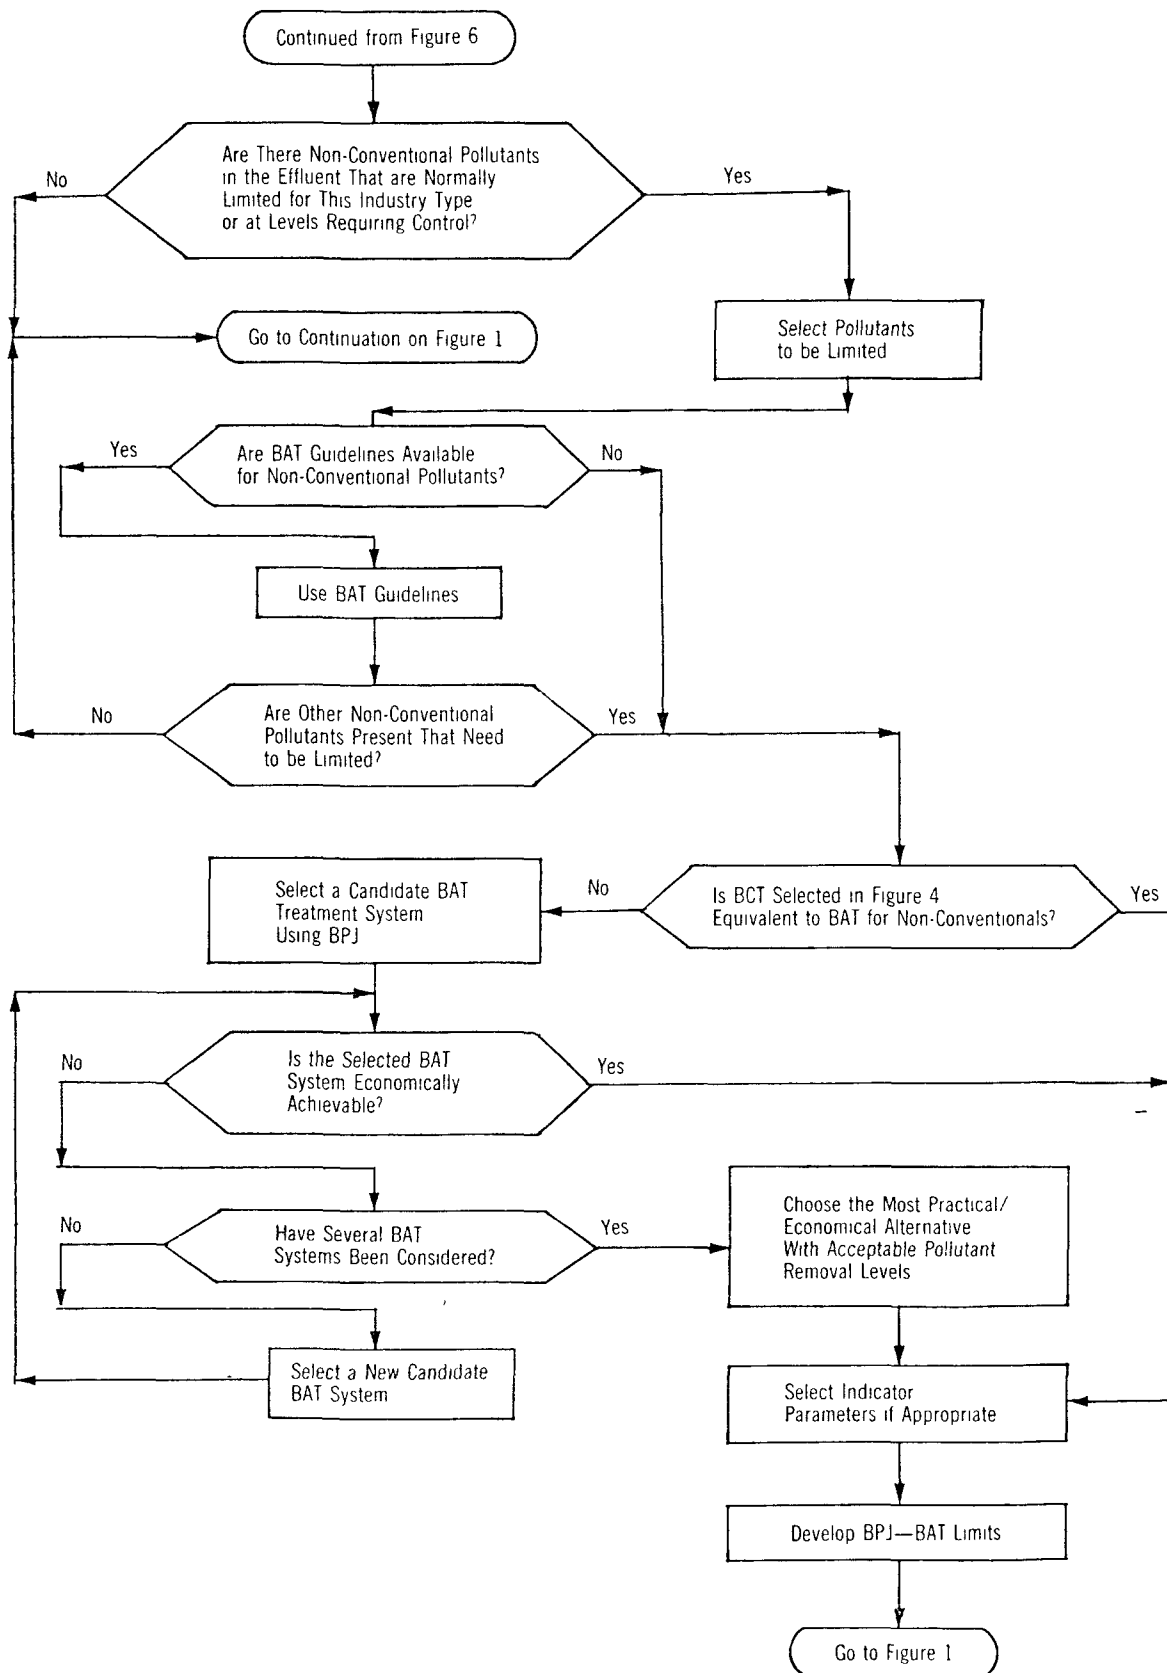 Continued from Figure 6
Are There Non-Conventional Pollutants
in the Effluent That are Normally
Limited for This Industry Type
or at Levels Requiring Control?
No
Yes
Go to Continuation on Figure 1
Select Pollutants
to be Limited
Yes
Are BAT Guidelines Available
for Non-Conventional Pollutants?
No
Use BAT Guidelines
No
Are Other Non-Conventional
Pollutants Present That Need
to be Limited?
Yes
Select a Candidate BAT
Treatment System
Using BPJ
No
Is BCT Selected in Figure 4
Equivalent to BAT for Non-Conventionals?
Yes
No
Is the Selected BAT
System Economically
Achievable?
Yes
No
Have Several BAT
Systems Been Considered?
Yes
Choose the Most Practical/
Economical Alternative
With Acceptable Pollutant
Removal Levels
Select a New Candidate
BAT System
Select Indicator
Parameters if Appropriate
Develop BPJ—BAT Limits
Go to Figure 1